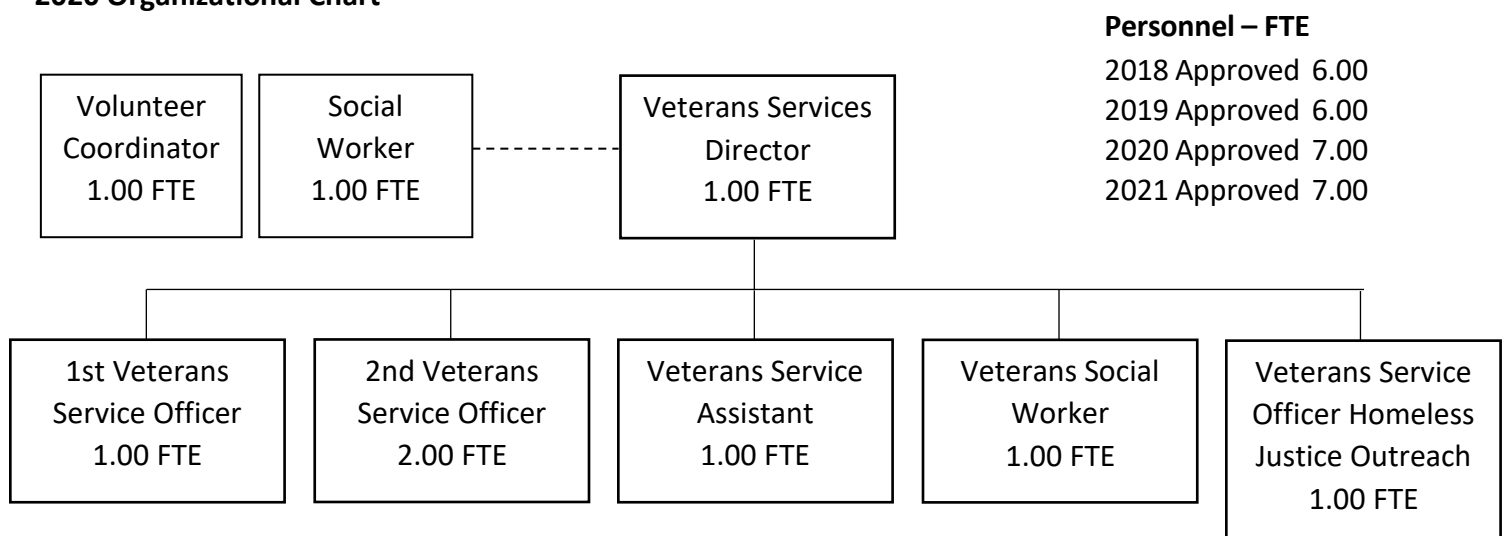 2020 Organizational Chart
Personnel – FTE
2018 Approved 6.00
2019 Approved 6.00
2020 Approved 7.00
2021 Approved 7.00
Volunteer
Coordinator
1.00 FTE
Social
Worker
1.00 FTE
Veterans Services
Director
1.00 FTE
1st Veterans
Service Officer
1.00 FTE
2nd Veterans
Service Officer
2.00 FTE
Veterans Service
Assistant
1.00 FTE
Veterans Social
Worker
1.00 FTE
Veterans Service
Officer Homeless
Justice Outreach
1.00 FTE